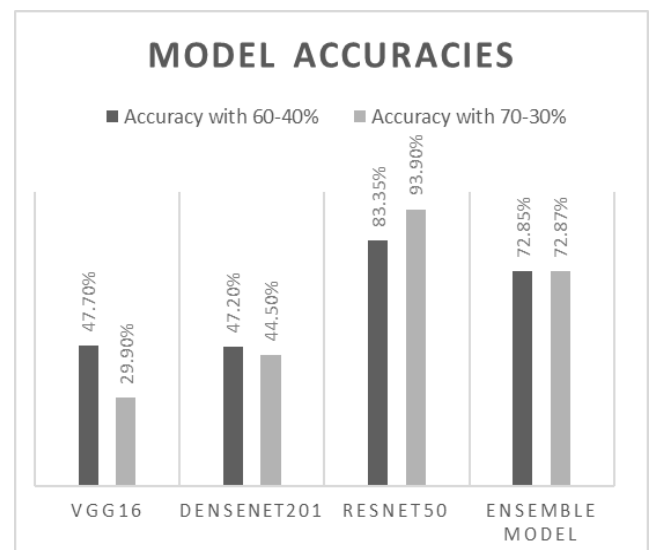 MODEL ACCURACIES
Accuracy with 60-40%
Accuracy with 70-30%
47.70%
29.90%
47.20%
44.50%
83.35%
93.90%
72.85%
72.87%
VGG16
DENSENET201
RESNET50
ENSEMBLE
MODEL